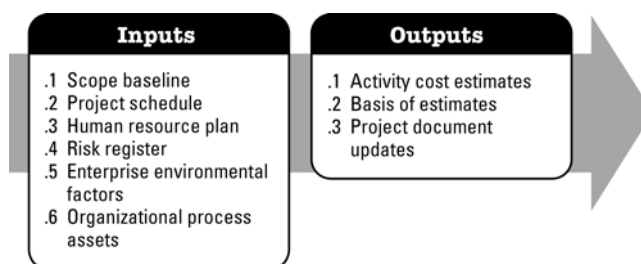 Inputs
.1 Scope baseline
.2 Project schedule
.3 Human resource plan
.4 Risk register
.5 Enterprise environmental
factors
.6 Organizational process
assets
Outputs
.1 Activity cost estimates
.2 Basis of estimates
.3 Project document
updates